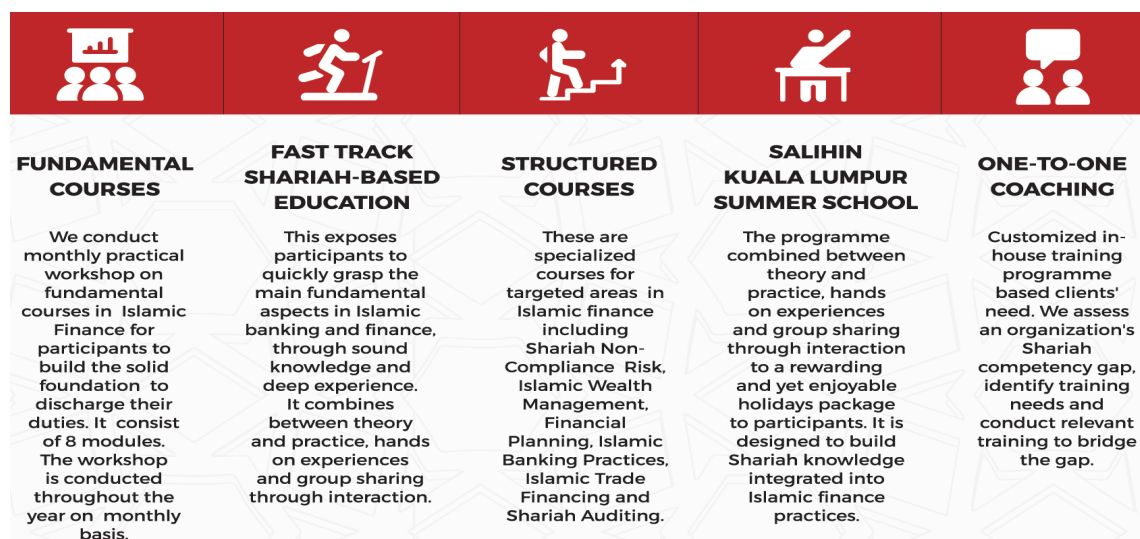 FUNDAMENTAL
COURSES
We conduct
monthly practical
workshop on
fundamental
courses in Islamic
Finance for
participants to
build the solid
foundation to
discharge their
duties. It consist
of 8 modules.
The workshop
is conducted
throughout the
year on monthly
basis.
FAST TRACK
SHARIAH-BASED
EDUCATION
This exposes
participants to
quickly grasp the
main fundamental
aspects in Islamic
banking and finance,
through sound
knowledge and
deep experience.
It combines
between theory
and practice, hands
on experiences
and group sharing
through interaction.
STRUCTURED
COURSES
These are
specialized
courses for
targeted areas in
Islamic finance
including
Shariah Non-
Compliance Risk,
Islamic Wealth
Management,
Financial
Planning, Islamic
Banking Practices,
Islamic Trade
Financing and
Shariah Auditing.
SALIHIN
KUALA LUMPUR
SUMMER SCHOOL
The programme
combined between
theory and
practice, hands
on experiences
and group sharing
through interaction
to a rewarding
and yet enjoyable
holidays package
to participants. It is
designed to build
Shariah knowledge
integrated into
Islamic finance
practices.
ONE-TO-ONE
COACHING
Customized in-
house training
programme
based clients'
need. We assess
an organization's
Shariah
competency gap,
identify training
needs and
conduct relevant
training to bridge
the gap.